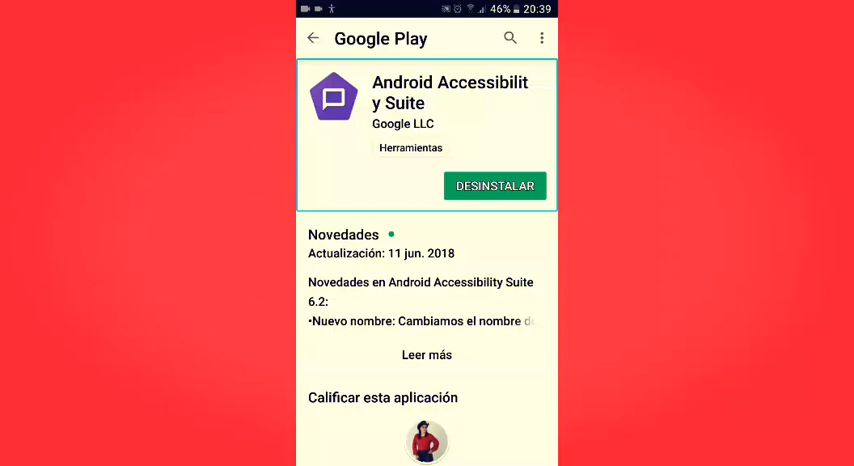 46% 20:39
Google Play
Android Accessibilit
y Suite
Google LLC
Herramientas
DESINSTALAR
Novedades
Actualización: 11 jun. 2018
Novedades en Android Accessibility Suite
6.2:
•Nuevo nombre: Cambiamos el nombre de
Leer más
Calificar esta aplicación